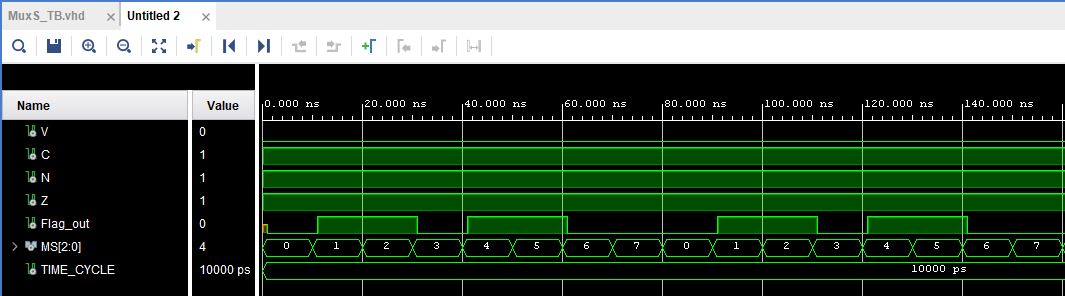 MuxS_TB.vhd × Untitled 2 ×
Name Value
0.000 ns 20.000 ns 40.000 ns 60.000 ns 80.000 ns 100.000 ns 120.000 ns 140.000 ns
V 0
C 1
N 1
Z 1
Flag_out 0
MS[2:0] 4 0 1 2 3 4 5 6 7 0 1 2 3 4 5 6 7
TIME_CYCLE 10000 ps 10000 ps